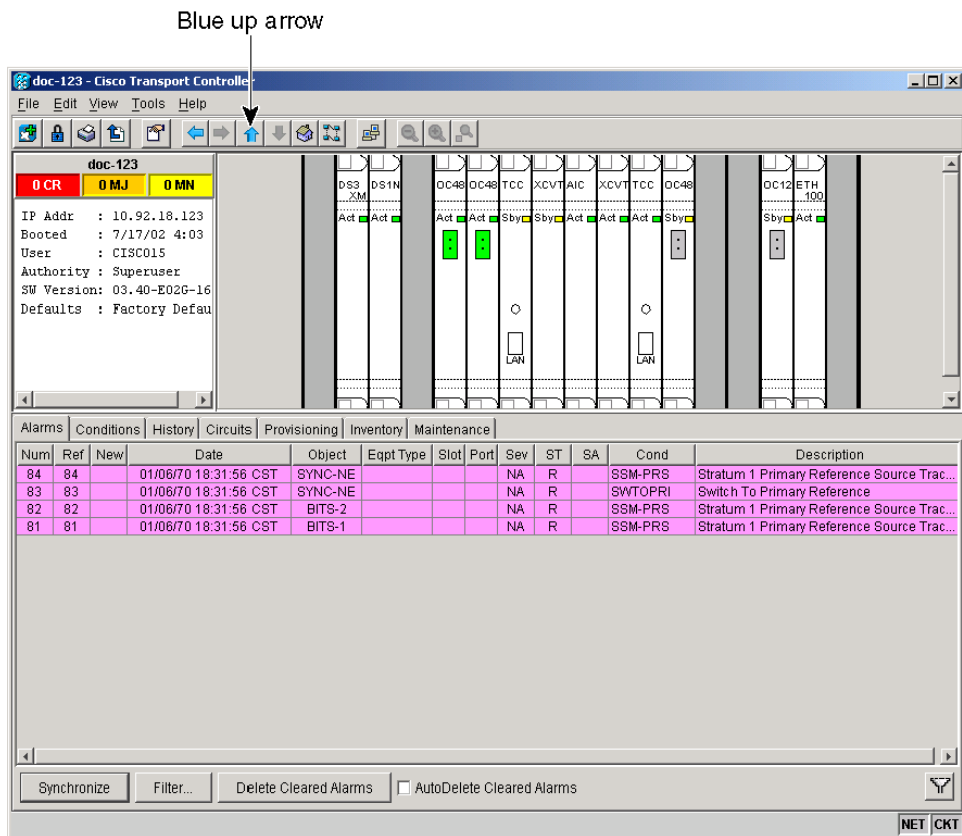 Blue up arrow
doc-123 - Cisco Transport Controller
File Edit View Tools Help
doc-123
0 CR 0 MJ 0 MN
IP Addr : 10.92.18.123
Booted : 7/17/02 4:03
User : CISCO15
Authority : Superuser
SW Version: 03.40-E02G-16
Defaults : Factory Defau
DS3 XM DS1N OC48 OC48 TCC XCVT AIC XCVT TCC OC48 OC12 ETH 100
Act Act Act Act Sby Sby Act Act Act Sby Sby Act
LAN LAN
Alarms Conditions History Circuits Provisioning Inventory Maintenance
Num Ref New Date Object Eqpt Type Slot Port Sev ST SA Cond Description
84 84 01/06/70 18:31:56 CST SYNC-NE NA R SSM-PRS Stratum 1 Primary Reference Source Trac...
83 83 01/06/70 18:31:56 CST SYNC-NE NA R SWTOPRI Switch To Primary Reference
82 82 01/06/70 18:31:56 CST BITS-2 NA R SSM-PRS Stratum 1 Primary Reference Source Trac...
81 81 01/06/70 18:31:56 CST BITS-1 NA R SSM-PRS Stratum 1 Primary Reference Source Trac...
Synchronize Filter... Delete Cleared Alarms AutoDelete Cleared Alarms
NET CKT